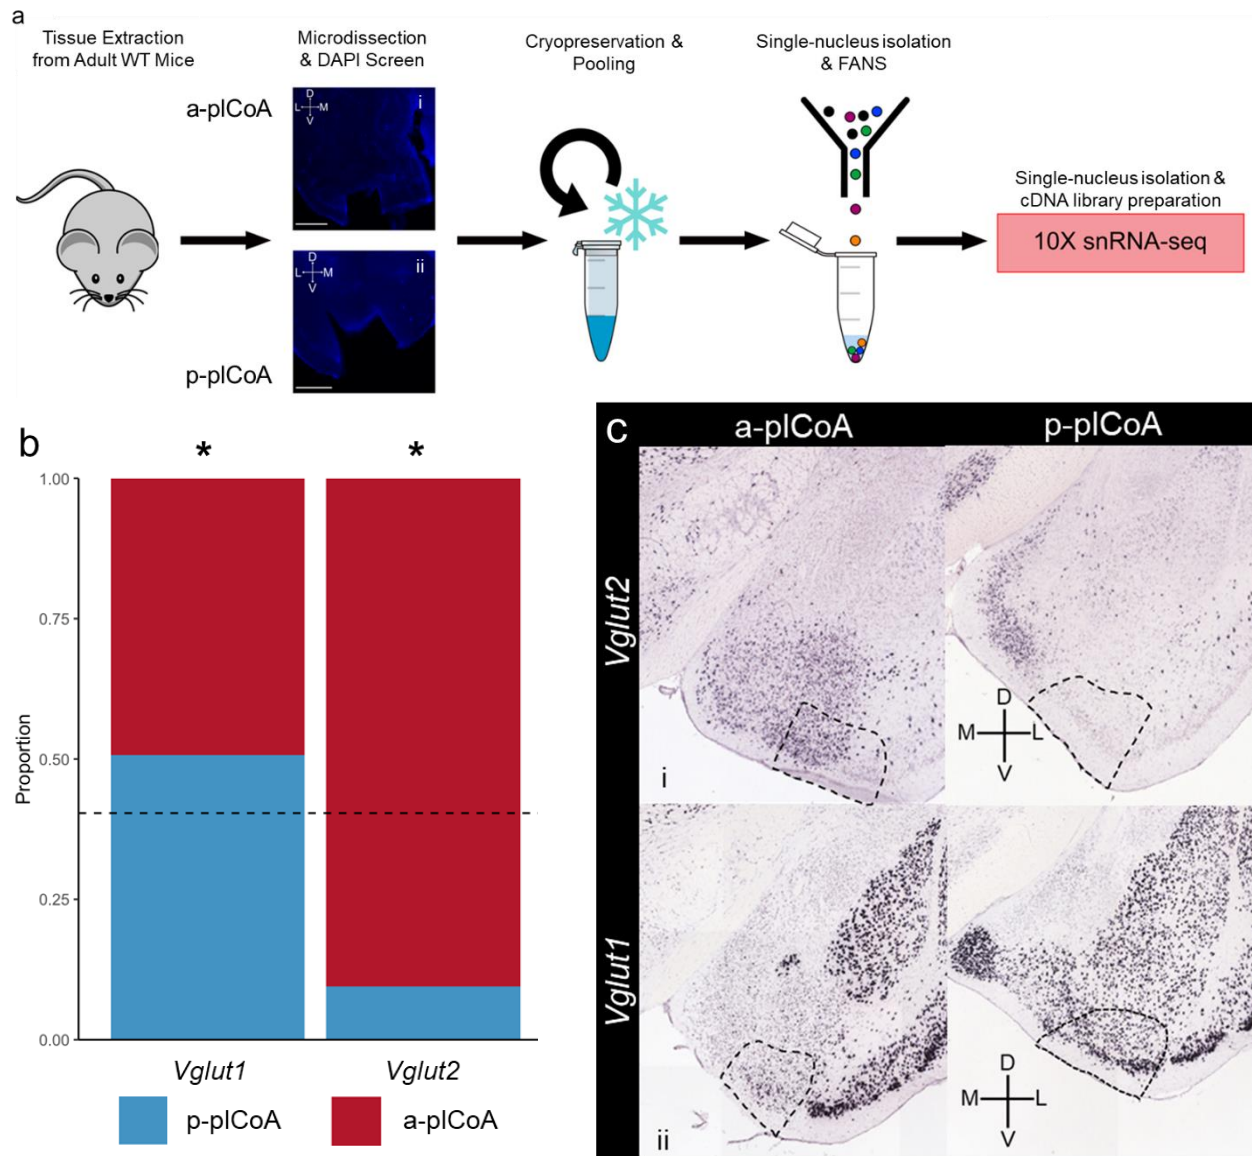 a
Tissue Extraction
from Adult WT Mice
Microdissection
& DAPI Screen
Cryopreservation &
Pooling
Single-nucleus isolation
& FANS
a-plCoA
D
L M
V
i
p-plCoA
D
L M
V
ii
Single-nucleus isolation &
cDNA library preparation
10X snRNA-seq
b
* *
1.00
0.75
0.50
0.25
0.00
Proportion
Vglut1 Vglut2
p-plCoA a-plCoA
c
a-plCoA p-plCoA
Vglut2
i
D
M L
V
Vglut1
ii
D
M L
V